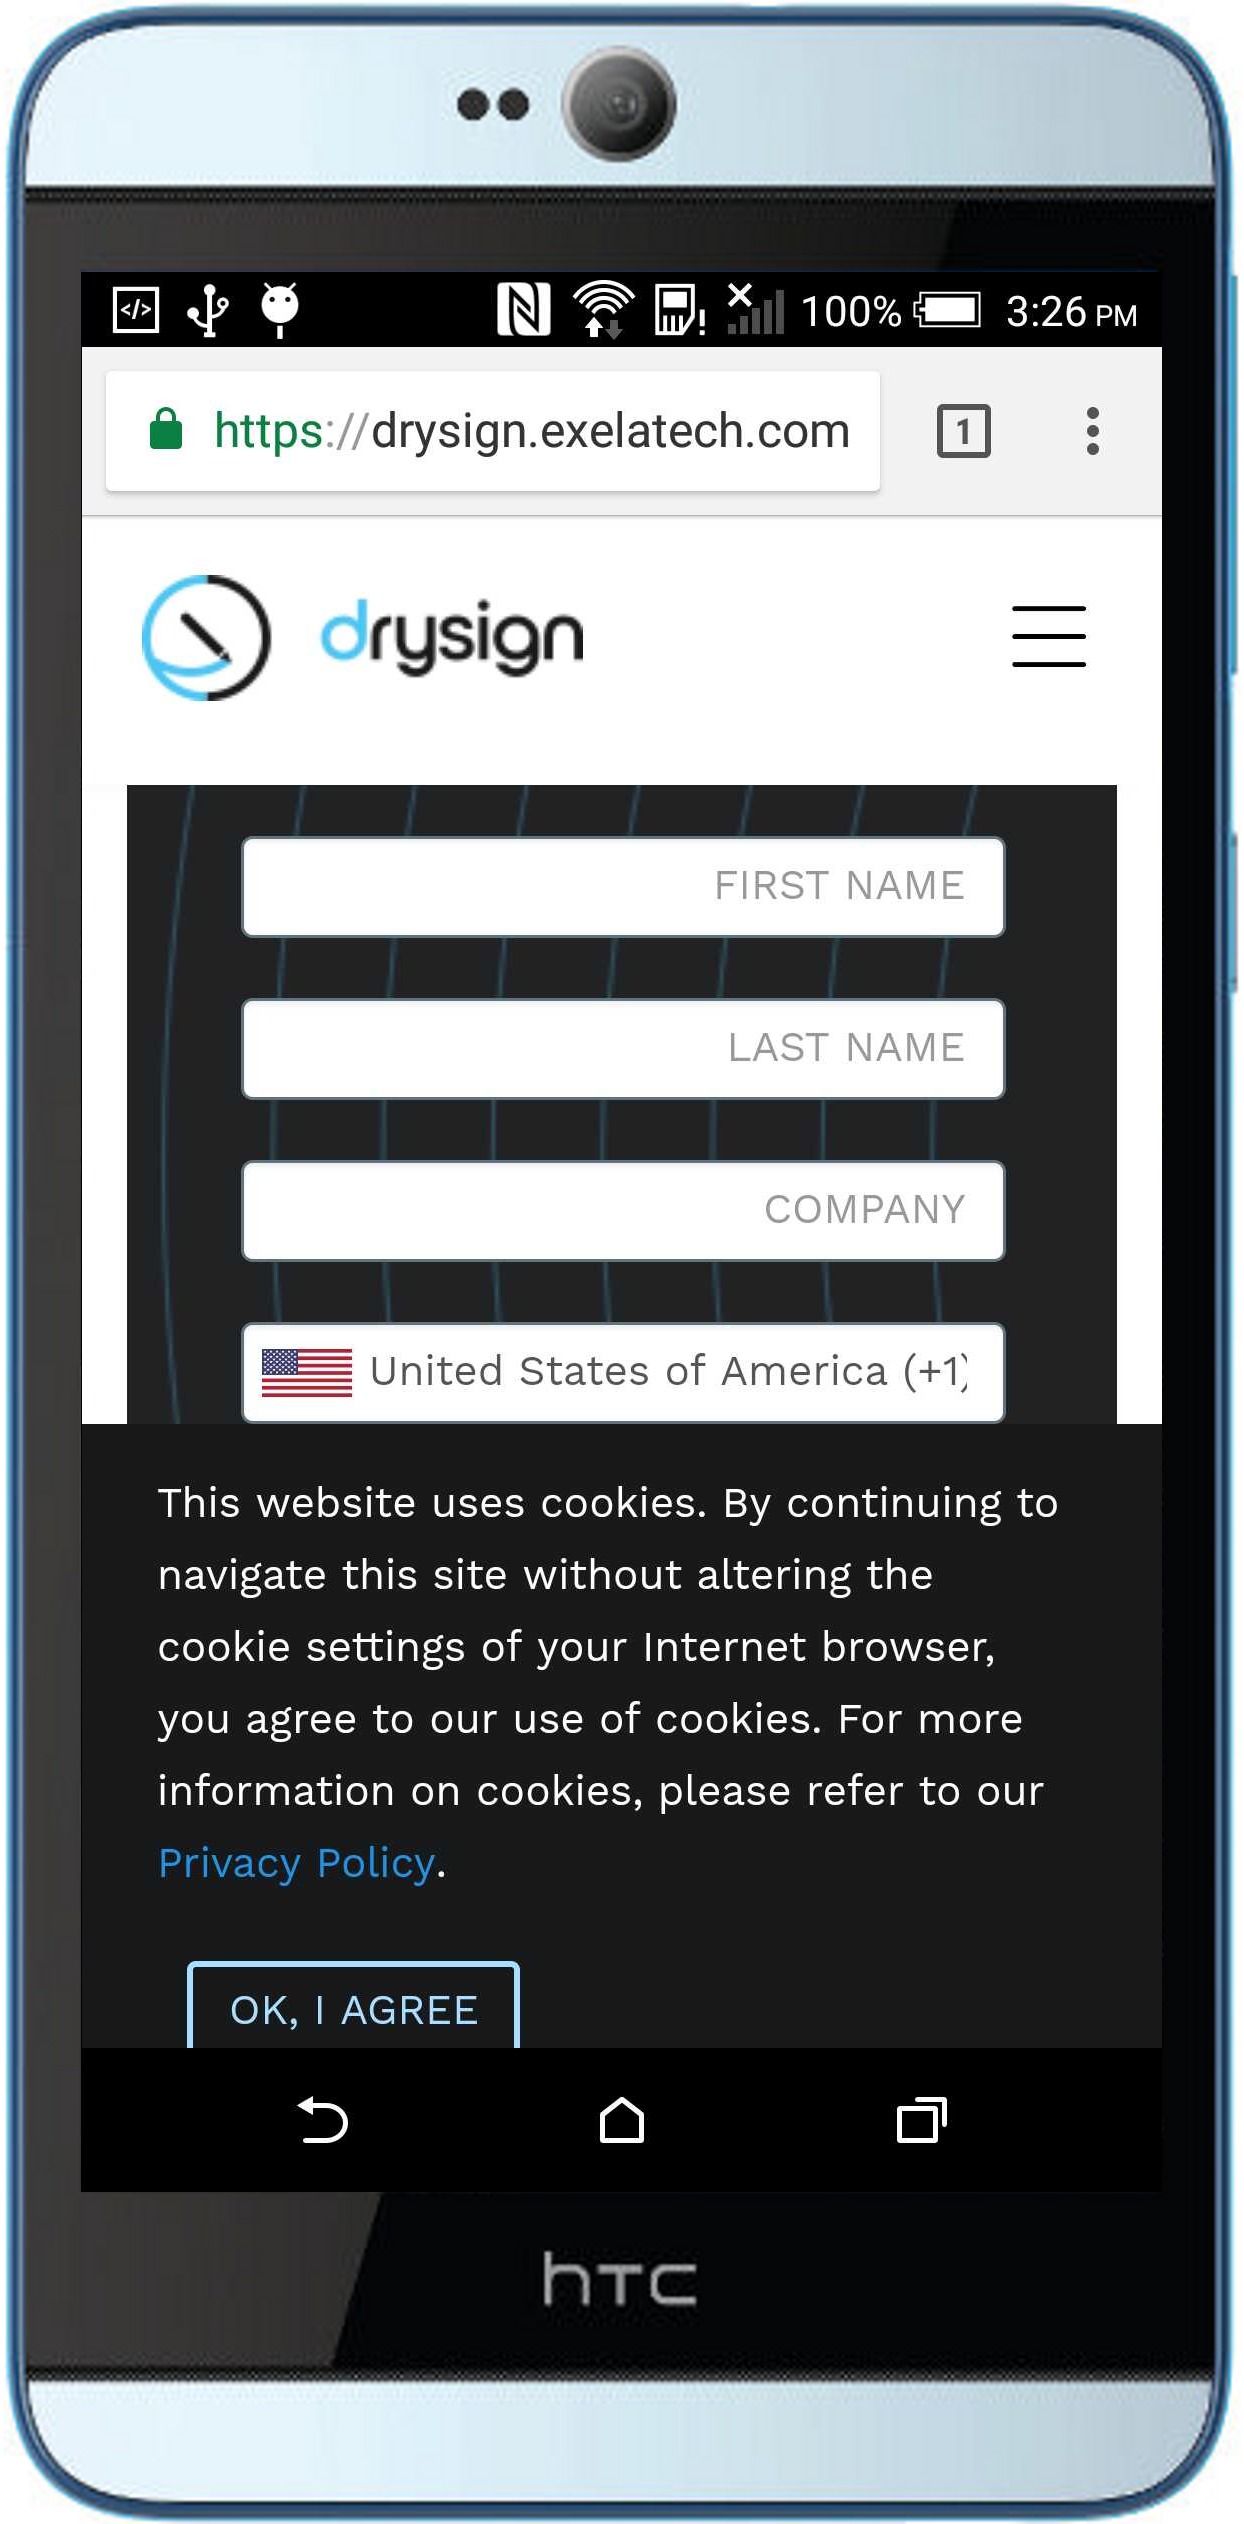 100% 3:26 PM
https://drysign.exelatech.com 1
drysign
FIRST NAME
LAST NAME
COMPANY
United States of America (+1)
This website uses cookies. By continuing to
navigate this site without altering the
cookie settings of your Internet browser,
you agree to our use of cookies. For more
information on cookies, please refer to our
Privacy Policy.
OK, I AGREE
hTC